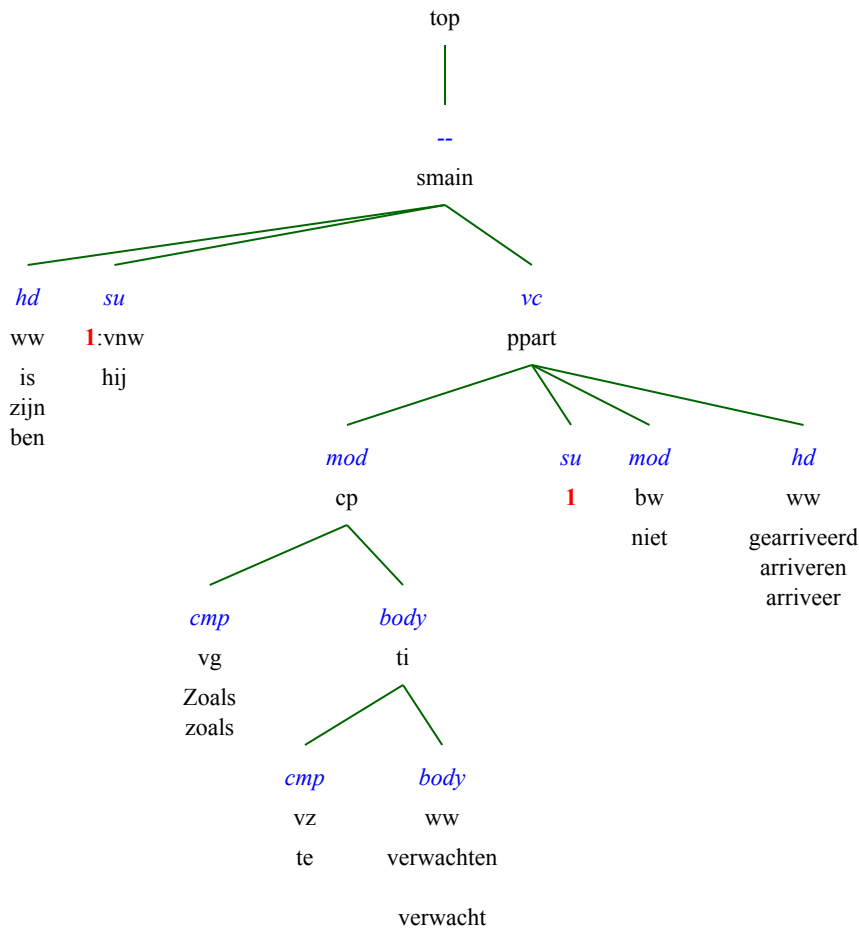 top
--
smain
hd su vc
ww 1:vnw ppart
is hij
zijn
ben
mod su mod hd
cp 1 bw ww
niet gearriveerd
arriveren
arriveer
cmp body
vg ti
Zoals
zoals
cmp body
vz ww
te verwachten
verwacht